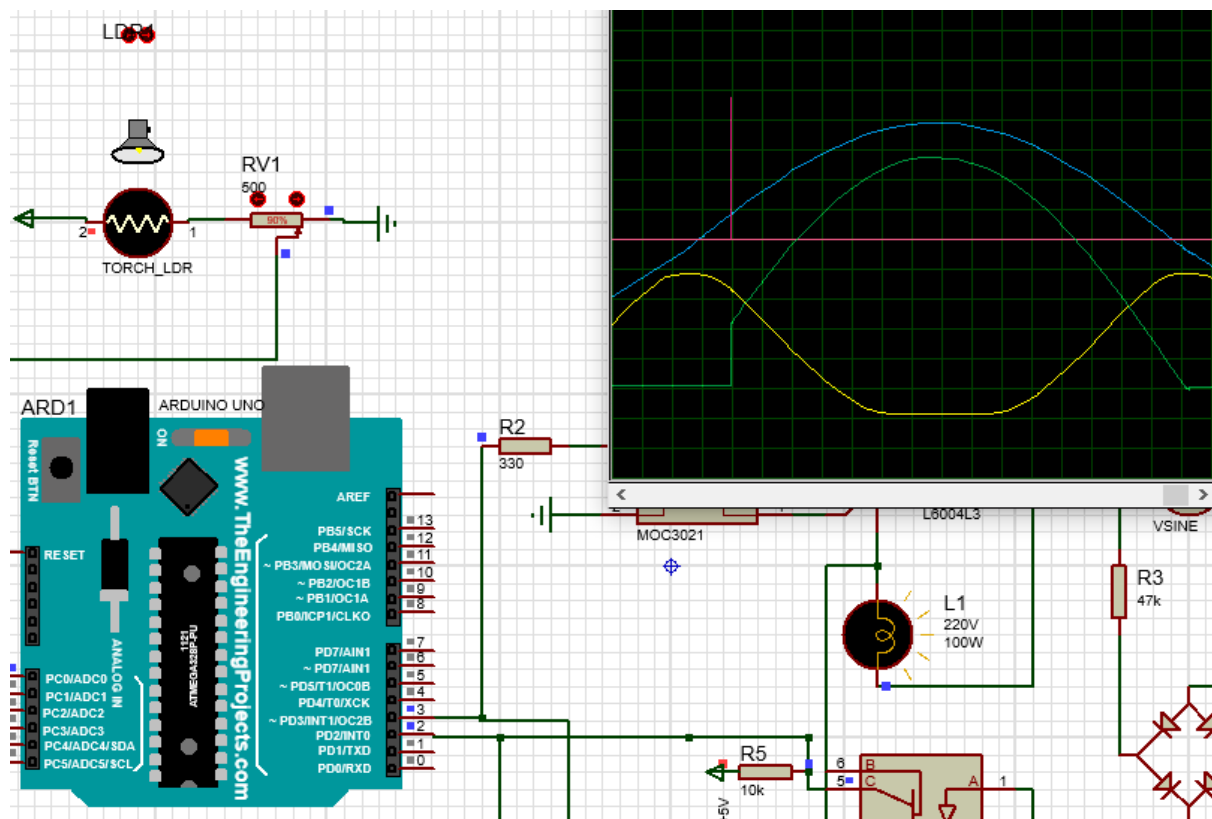 LDR1
RV1
500
90%
2
1
TORCH_LDR
ARD1
ARDUINO UNO
Reset BTN
ON
www.TheEngineeringProjects.com
R2
330
AREF
13
PB5/SCK
12
PB4/MISO
11
~ PB3/MOSI/OC2A
10
~ PB2/OC1B
9
~ PB1/OC1A
8
PB0/ICP1/CLKO
RESET
1121
ATMEGA328P-PU
ANALOG IN
7
PD7/AIN1
6
~ PD7/AIN1
5
~ PD5/T1/OC0B
4
PD4/T0/XCK
3
~ PD3/INT1/OC2B
2
PD2/INT0
1
PD1/TXD
0
PD0/RXD
PC0/ADC0
PC1/ADC1
PC2/ADC2
PC3/ADC3
PC4/ADC4/SDA
PC5/ADC5/SCL
MOC3021
L6004L3
VSINE
R3
47k
L1
220V
100W
R5
10k
6
B
5
C
A
1